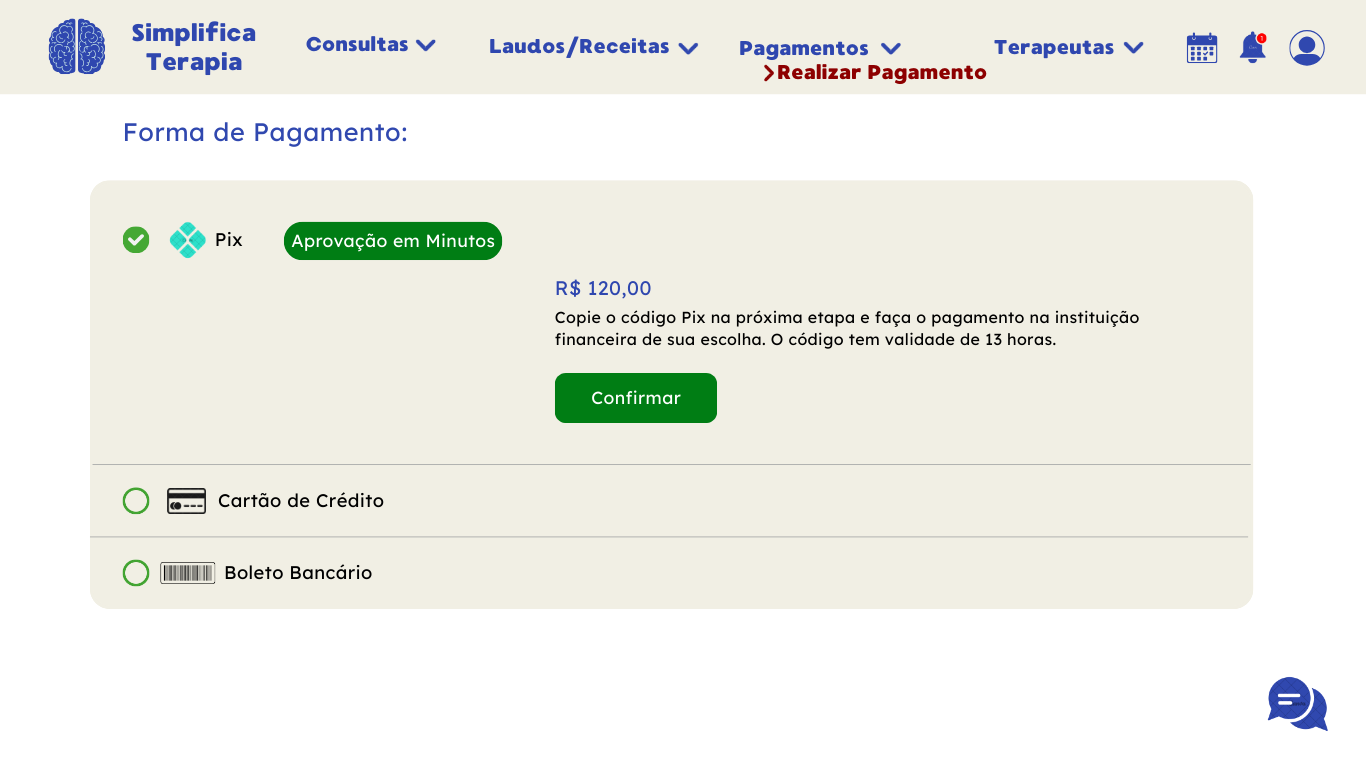 Simplifica
Terapia
Consultas
Laudos/Receitas
Pagamentos
Terapeutas
1
Realizar Pagamento
Forma de Pagamento:
Pix
Aprovação em Minutos
R$ 120,00
Copie o código Pix na próxima etapa e faça o pagamento na instituição
financeira de sua escolha. O código tem validade de 13 horas.
Confirmar
Cartão de Crédito
Boleto Bancário